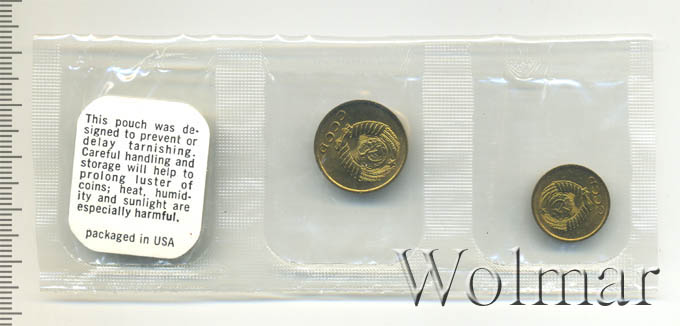 This pouch was de-
signed to prevent or
delay tarnishing.
Careful handling and
storage will help to
prolong luster of
coins; heat, humid-
ity and sunlight are
especially harmful.
packaged in USA
СССР
СССР
Wolmar